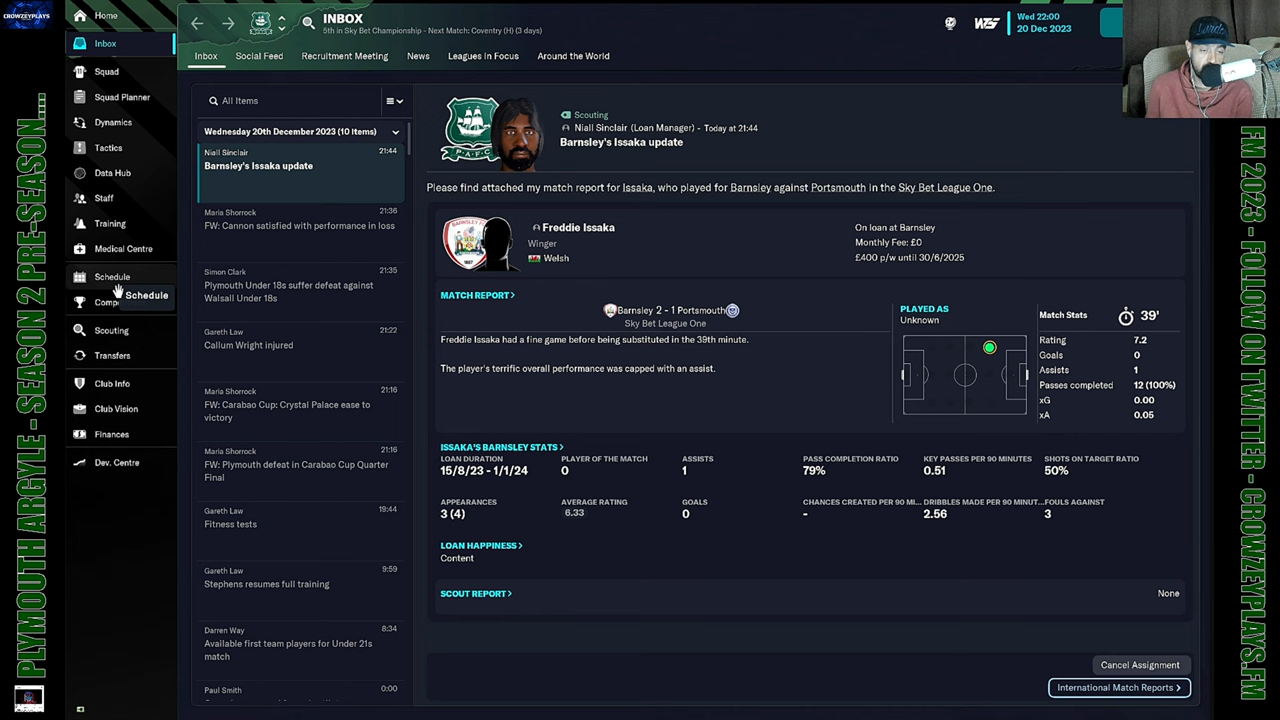 CROWZEYPLAYS
PLYMOUTH ARGYLE - SEASON 2 PRE-SEASON....
Home
Inbox
Squad
Squad Planner
Dynamics
Tactics
Data Hub
Staff
Training
Medical Centre
Schedule
Schedule
Comp
Scouting
Transfers
Club Info
Club Vision
Finances
Dev. Centre
INBOX
5th in Sky Bet Championship - Next Match: Coventry (H) (3 days)
Wed 22:00
20 Dec 2023
Inbox
Social Feed
Recruitment Meeting
News
Leagues in Focus
Around the World
All Items
Wednesday 20th December 2023 (10 Items)
Niall Sinclair 21:44
Barnsley's Issaka update
Maria Shorrock 21:36
FW: Cannon satisfied with performance in loss
Simon Clark 21:35
Plymouth Under 18s suffer defeat against
Walsall Under 18s
Gareth Law 21:22
Callum Wright injured
Maria Shorrock 21:16
FW: Carabao Cup: Crystal Palace ease to
victory
Maria Shorrock 21:16
FW: Plymouth defeat in Carabao Cup Quarter
Final
Gareth Law 19:44
Fitness tests
Gareth Law 9:59
Stephens resumes full training
Darren Way 8:34
Available first team players for Under 21s
match
Paul Smith 0:00
Scouting
Niall Sinclair (Loan Manager) - Today at 21:44
Barnsley's Issaka update
Please find attached my match report for Issaka, who played for Barnsley against Portsmouth in the Sky Bet League One.
Freddie Issaka
Winger
Welsh
On loan at Barnsley
Monthly Fee: £0
£400 p/w until 30/6/2025
MATCH REPORT >
Barnsley 2 - 1 Portsmouth
Sky Bet League One
Freddie Issaka had a fine game before being substituted in the 39th minute.
The player's terrific overall performance was capped with an assist.
PLAYED AS
Unknown
Match Stats 39'
Rating 7.2
Goals 0
Assists 1
Passes completed 12 (100%)
xG 0.00
xA 0.05
ISSAKA'S BARNSLEY STATS >
LOAN DURATION PLAYER OF THE MATCH ASSISTS PASS COMPLETION RATIO KEY PASSES PER 90 MINUTES SHOTS ON TARGET RATIO
15/8/23 - 1/1/24 0 1 79% 0.51 50%
APPEARANCES AVERAGE RATING GOALS CHANCES CREATED PER 90 MI... DRIBBLES MADE PER 90 MINUT... FOULS AGAINST
3 (4) 6.33 0 - 2.56 3
LOAN HAPPINESS >
Content
SCOUT REPORT >
None
Cancel Assignment
International Match Reports >
FM 2023 - FOLLOW ON TWITTER - CROWZEYPLAYS.FM